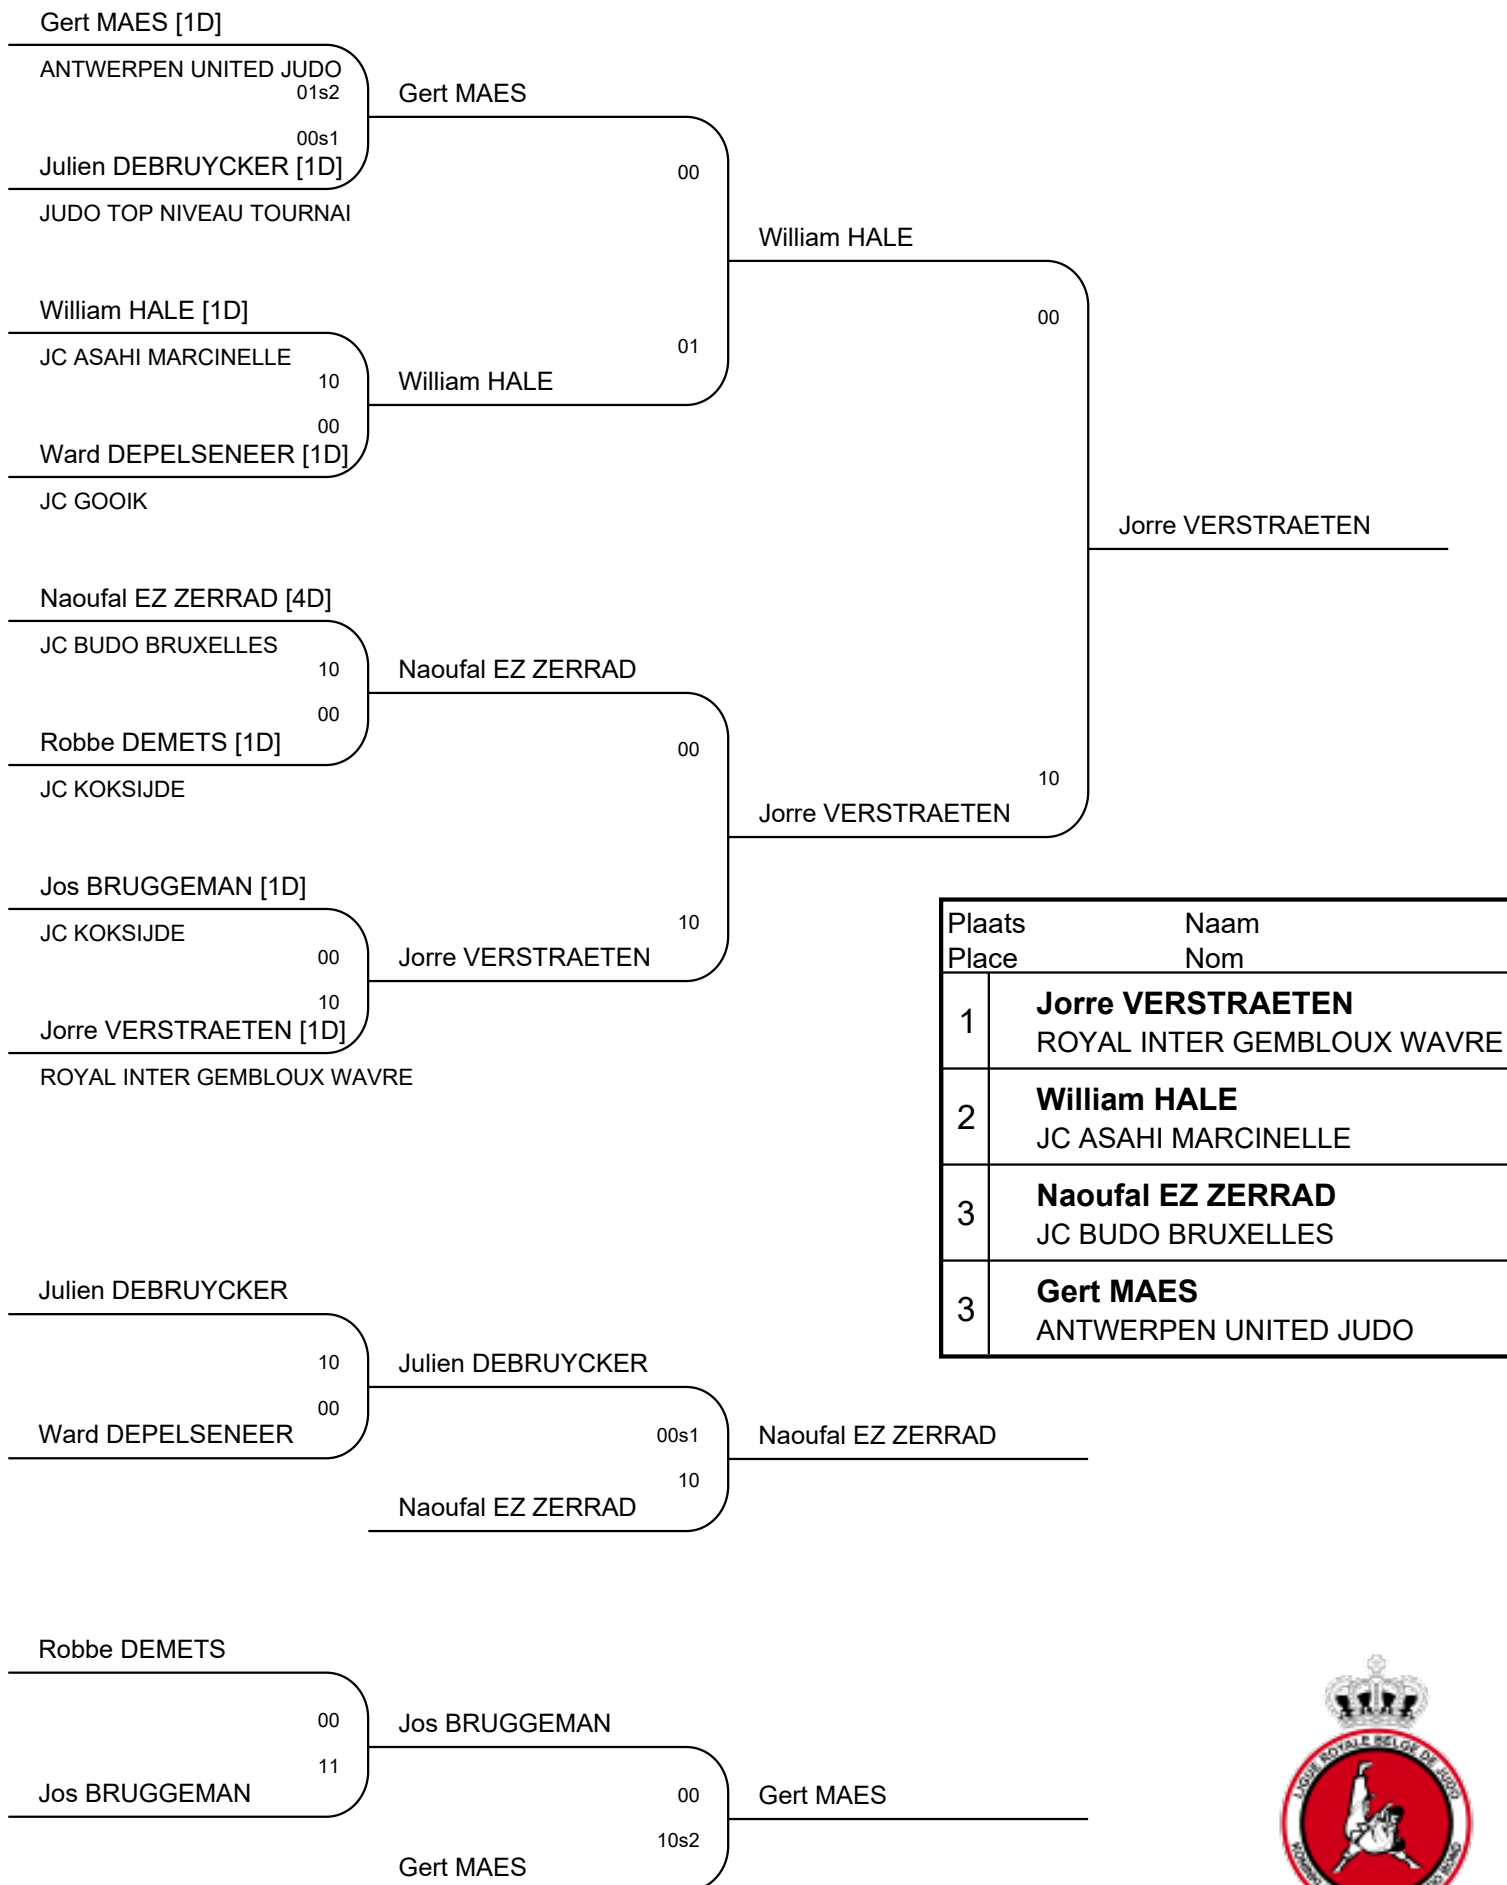 Gert MAES [1D]
ANTWERPEN UNITED JUDO
01s2
Gert MAES
00s1
Julien DEBRUYCKER [1D]
00
JUDO TOP NIVEAU TOURNAI
William HALE
William HALE [1D]
00
JC ASAHI MARCINELLE
01
10
William HALE
00
Ward DEPELSENEER [1D]
JC GOOIK
Jorre VERSTRAETEN
Naoufal EZ ZERRAD [4D]
JC BUDO BRUXELLES
10
Naoufal EZ ZERRAD
00
Robbe DEMETS [1D]
00
JC KOKSIJDE
10
Jorre VERSTRAETEN
Jos BRUGGEMAN [1D]
JC KOKSIJDE
10
00
Jorre VERSTRAETEN
10
Jorre VERSTRAETEN [1D]
ROYAL INTER GEMBLOUX WAVRE
Plaats Naam
Place Nom
1 Jorre VERSTRAETEN
ROYAL INTER GEMBLOUX WAVRE
2 William HALE
JC ASAHI MARCINELLE
3 Naoufal EZ ZERRAD
JC BUDO BRUXELLES
3 Gert MAES
ANTWERPEN UNITED JUDO
Julien DEBRUYCKER
10
Julien DEBRUYCKER
00
Ward DEPELSENEER
00s1
Naoufal EZ ZERRAD
10
Naoufal EZ ZERRAD
Robbe DEMETS
00
Jos BRUGGEMAN
11
Jos BRUGGEMAN
00
Gert MAES
10s2
Gert MAES
LIGUE ROYALE BELGE DE JUDO